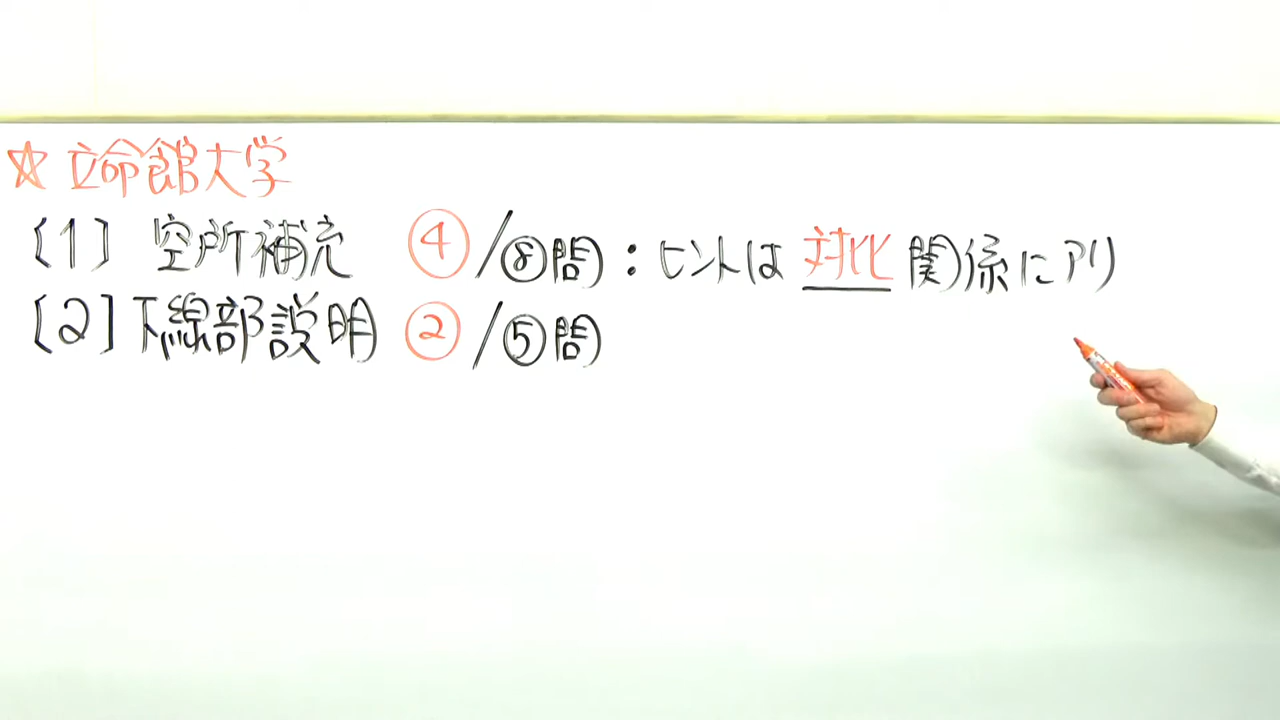 ☆ 立命館大学
〔1〕 空所補充 ④/⑧問：ヒントは対比関係にアリ
〔2〕下線部説明 ②/⑤問